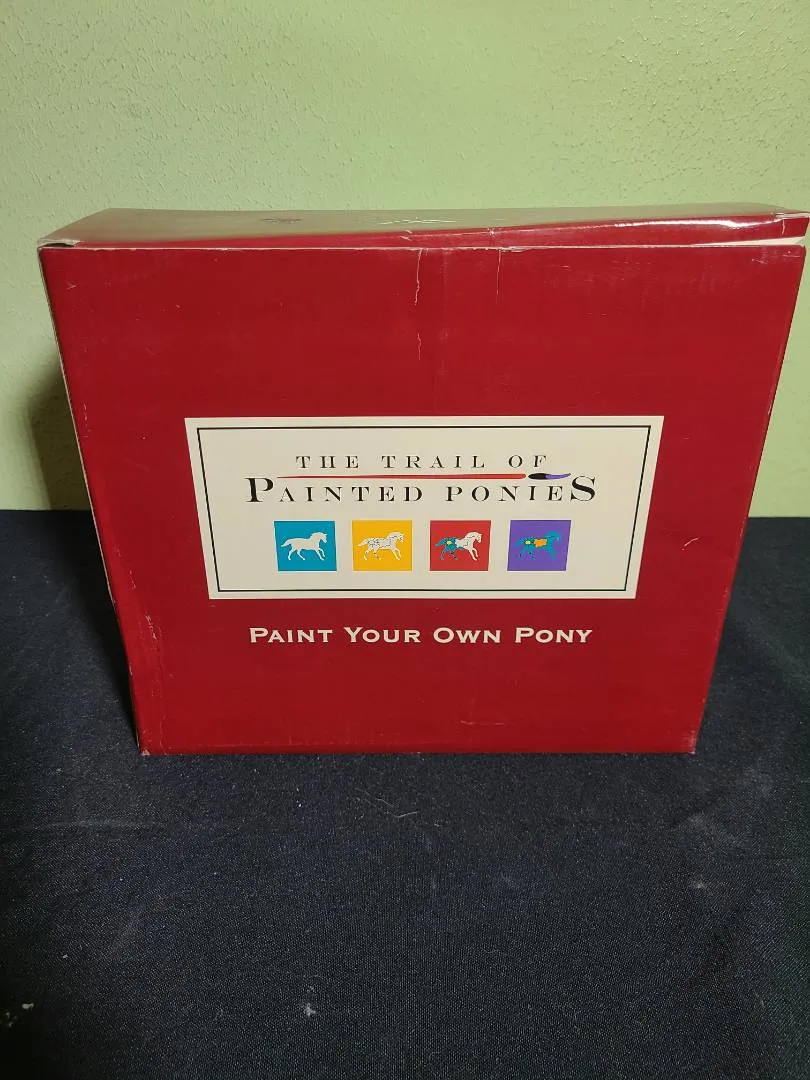 THE TRAIL OF
PAINTED PONIES
PAINT YOUR OWN PONY